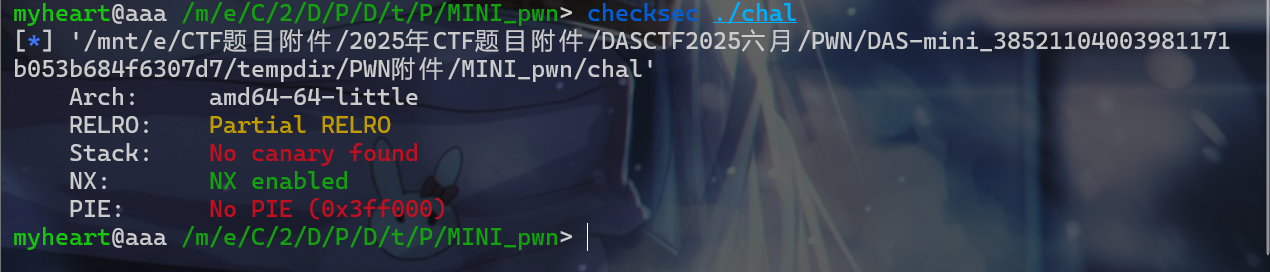 myheart@aaa /m/e/C/2/D/P/D/t/P/MINI_pwn> checksec ./chal
[*] '/mnt/e/CTF题目附件/2025年CTF题目附件/DASCTF2025六月/PWN/DAS-mini_38521104003981171
b053b684f6307d7/tempdir/PWN附件/MINI_pwn/chal'
Arch: amd64-64-little
RELRO: Partial RELRO
Stack: No canary found
NX: NX enabled
PIE: No PIE (0x3ff000)
myheart@aaa /m/e/C/2/D/P/D/t/P/MINI_pwn>